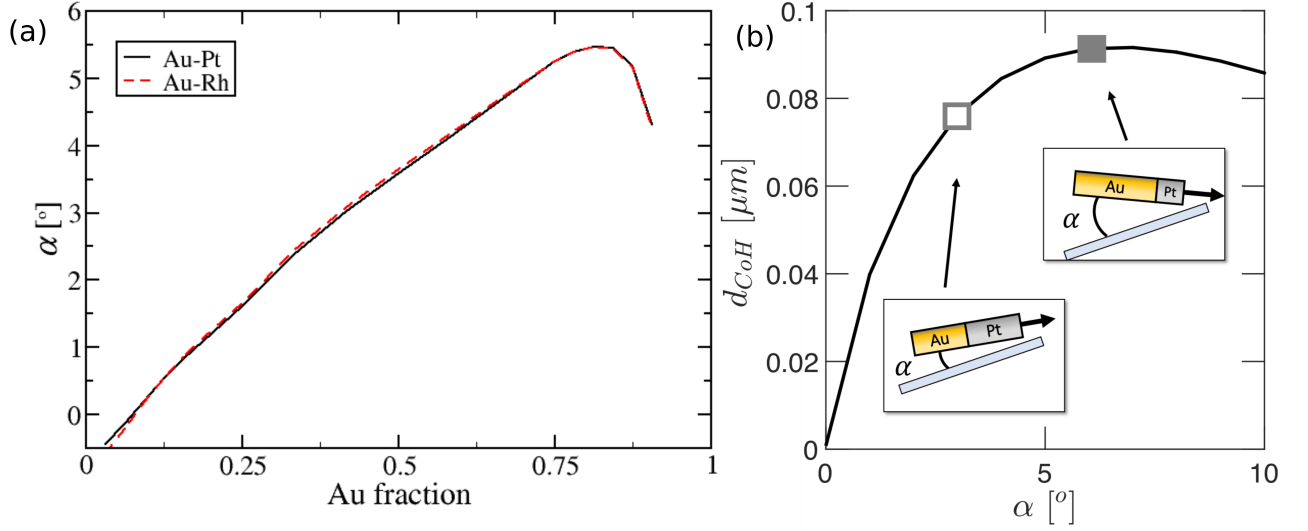 (a)
6
5
4
3
2
1
0
α [°]
Au-Pt
Au-Rh
0
0.25
0.5
0.75
1
Au fraction
(b)
0.1
0.08
0.06
0.04
0.02
0
d_{CoH} [μm]
Au
Pt
α
Au
Pt
α
0
5
10
α [°]